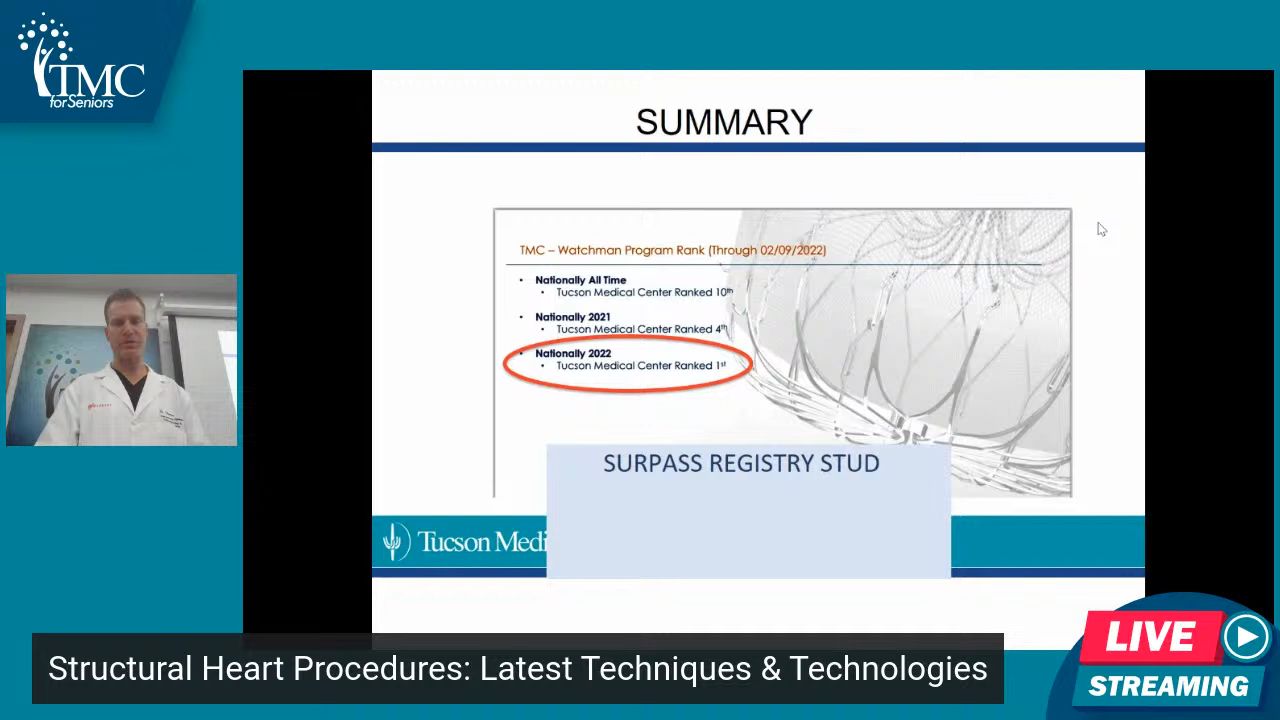 TMC
for Seniors
SUMMARY
TMC – Watchman Program Rank (Through 02/09/2022)
• Nationally All Time
• Tucson Medical Center Ranked 10th
• Nationally 2021
• Tucson Medical Center Ranked 4th
• Nationally 2022
• Tucson Medical Center Ranked 1st
SURPASS REGISTRY STUD
Tucson Medi
Structural Heart Procedures: Latest Techniques & Technologies
LIVE
STREAMING